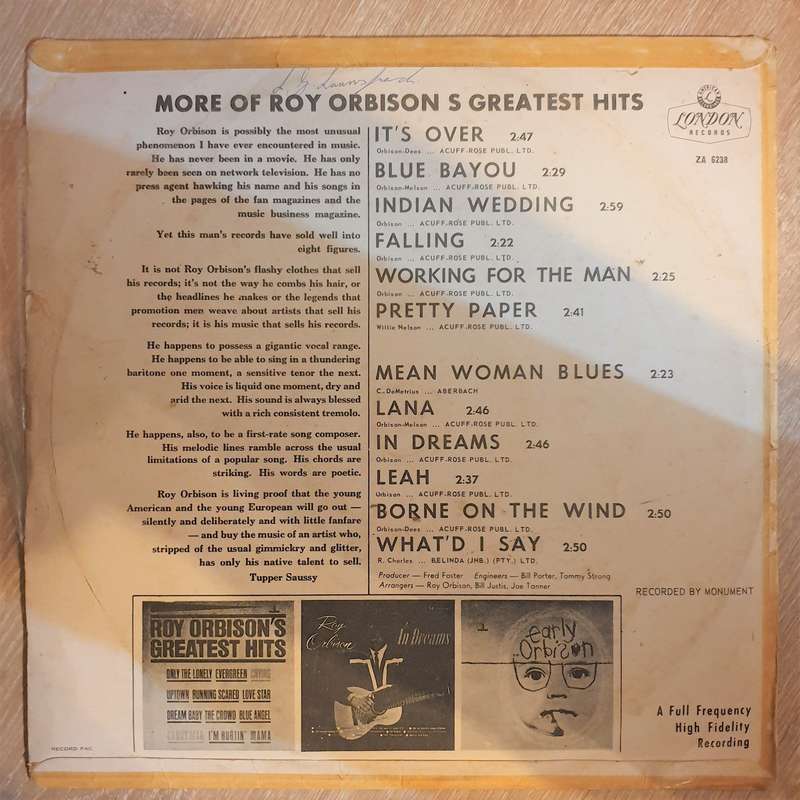 MORE OF ROY ORBISON S GREATEST HITS
LONDON
RECORDS
ZA 6238
Roy Orbison is possibly the most unusual
phenomenon I have ever encountered in music.
He has never been in a movie. He has only
rarely been seen on network television. He has no
press agent hawking his name and his songs in
the pages of the fan magazines and the
music business magazine.
Yet this man's records have sold well into
eight figures.
It is not Roy Orbison's flashy clothes that sell
his records; it's not the way he combs his hair, or
the headlines he makes or the legends that
promotion men weave about artists that sell his
records; it is his music that sells his records.
He happens to possess a gigantic vocal range.
He happens to be able to sing in a thundering
baritone one moment, a sensitive tenor the next.
His voice is liquid one moment, dry and
arid the next. His sound is always blessed
with a rich consistent tremolo.
He happens, also, to be a first-rate song composer.
His melodic lines ramble across the usual
limitations of a popular song. His chords are
striking. His words are poetic.
Roy Orbison is living proof that the young
American and the young European will go out —
silently and deliberately and with little fanfare
— and buy the music of an artist who,
stripped of the usual gimmickry and glitter,
has only his native talent to sell.
Tupper Saussy
IT'S OVER 2:47
Orbison-Dees ... ACUFF-ROSE PUBL. LTD.
BLUE BAYOU 2:29
Orbison-Melson ... ACUFF-ROSE PUBL. LTD.
INDIAN WEDDING 2:59
Orbison ... ACUFF-ROSE PUBL. LTD.
FALLING 2:22
Orbison ... ACUFF-ROSE PUBL. LTD.
WORKING FOR THE MAN 2:25
Orbison ... ACUFF-ROSE PUBL. LTD.
PRETTY PAPER 2:41
Willie Nelson ... ACUFF-ROSE PUBL. LTD.
MEAN WOMAN BLUES 2:23
C. DeMetrius ... ABERBACH
LANA 2:46
Orbison-Melson ... ACUFF-ROSE PUBL. LTD.
IN DREAMS 2:46
Orbison ... ACUFF-ROSE PUBL. LTD.
LEAH 2:37
Orbison ... ACUFF-ROSE PUBL. LTD.
BORNE ON THE WIND 2:50
Orbison-Dees ... ACUFF-ROSE PUBL. LTD.
WHAT'D I SAY 2:50
R. Charles ... BELINDA (JHB.) (PTY.) LTD.
Producer — Fred Foster Engineers — Bill Porter, Tommy Strong
Arrangers — Roy Orbison, Bill Justis, Joe Tanner
RECORDED BY MONUMENT
ROY ORBISON'S
GREATEST HITS
ONLY THE LONELY EVERGREEN CRYING
UPTOWN RUNNING SCARED LOVE STAR
DREAM BABY THE CROWD BLUE ANGEL
CANDY MAN I'M HURTIN' MAMA
Roy
Orbison
In Dreams
early
Orbison
A Full Frequency
High Fidelity
Recording
RECORD PAC